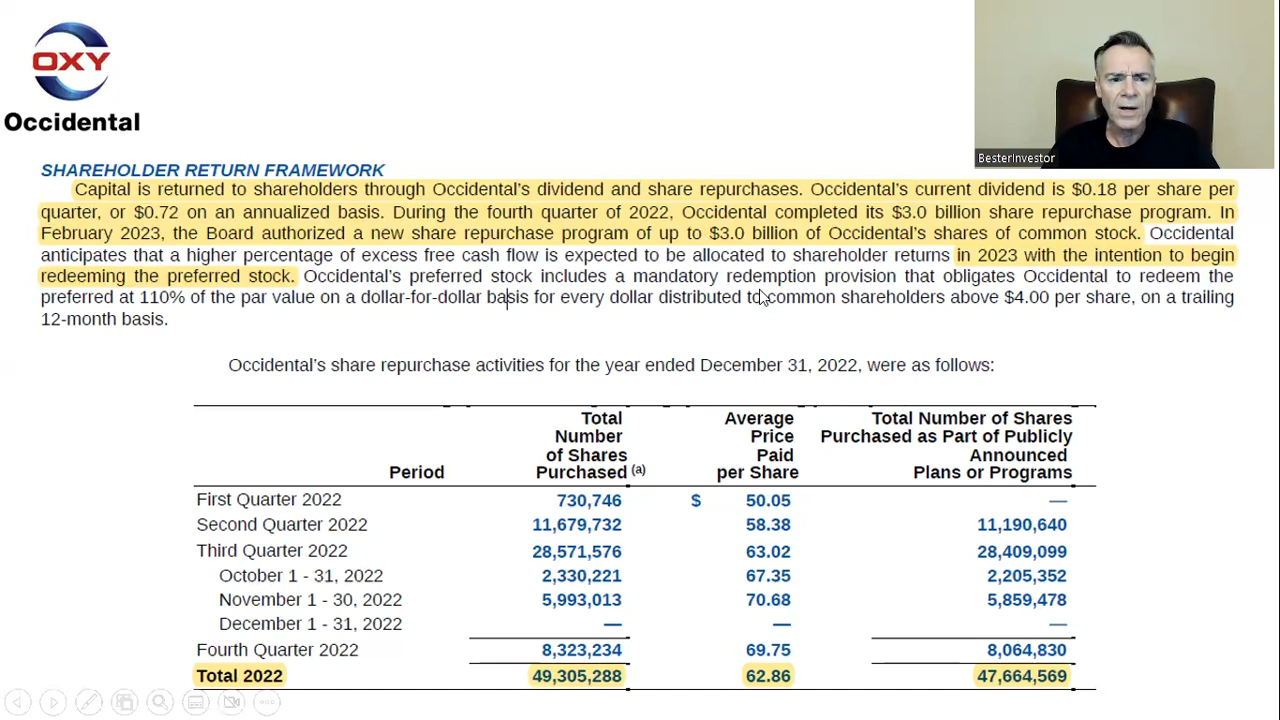 OXY
Occidental
BesterInvestor
SHAREHOLDER RETURN FRAMEWORK
Capital is returned to shareholders through Occidental's dividend and share repurchases. Occidental's current dividend is $0.18 per share per
quarter, or $0.72 on an annualized basis. During the fourth quarter of 2022, Occidental completed its $3.0 billion share repurchase program. In
February 2023, the Board authorized a new share repurchase program of up to $3.0 billion of Occidental's shares of common stock. Occidental
anticipates that a higher percentage of excess free cash flow is expected to be allocated to shareholder returns in 2023 with the intention to begin
redeeming the preferred stock. Occidental's preferred stock includes a mandatory redemption provision that obligates Occidental to redeem the
preferred at 110% of the par value on a dollar-for-dollar basis for every dollar distributed to common shareholders above $4.00 per share, on a trailing
12-month basis.
Occidental's share repurchase activities for the year ended December 31, 2022, were as follows:
Total Average Total Number of Shares
Number Price Purchased as Part of Publicly
of Shares Paid Announced
Period Purchased (a) per Share Plans or Programs
First Quarter 2022 730,746 $ 50.05 —
Second Quarter 2022 11,679,732 58.38 11,190,640
Third Quarter 2022 28,571,576 63.02 28,409,099
October 1 - 31, 2022 2,330,221 67.35 2,205,352
November 1 - 30, 2022 5,993,013 70.68 5,859,478
December 1 - 31, 2022 — — —
Fourth Quarter 2022 8,323,234 69.75 8,064,830
Total 2022 49,305,288 62.86 47,664,569